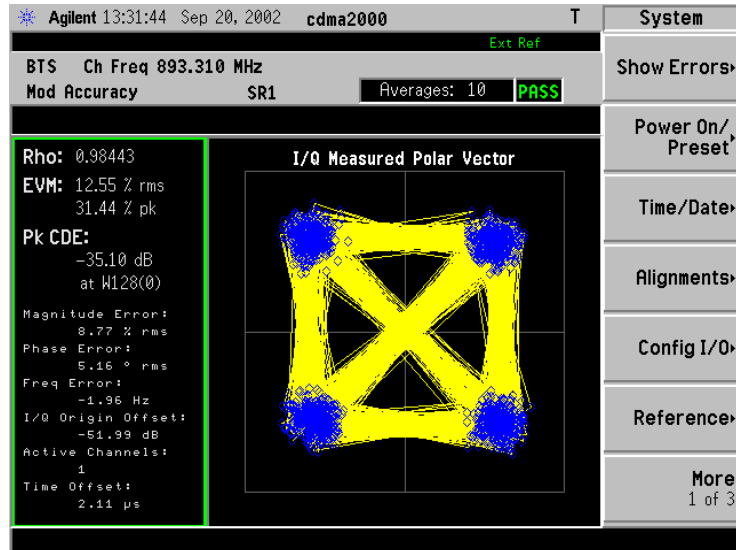 Agilent 13:31:44 Sep 20, 2002 cdma2000 T
Ext Ref
BTS Ch Freq 893.310 MHz
Mod Accuracy SR1 Averages: 10 PASS
Rho: 0.98443
EVM: 12.55 % rms
31.44 % pk
Pk CDE:
-35.10 dB
at W128(0)
Magnitude Error:
8.77 % rms
Phase Error:
5.16 ° rms
Freq Error:
-1.96 Hz
I/Q Origin Offset:
-51.99 dB
Active Channels:
1
Time Offset:
2.11 µs
I/Q Measured Polar Vector
System
Show Errors
Power On/
Preset
Time/Date
Alignments
Config I/O
Reference
More
1 of 3